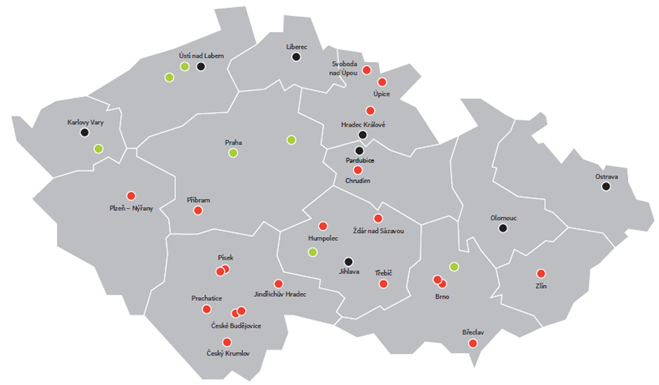 Ústí nad Labem
Liberec
Svoboda
nad Úpou
Úpice
Karlovy Vary
Hradec Králové
Praha
Pardubice
Chrudim
Ostrava
Plzeň – Nýřany
Příbram
Žďár nad Sázavou
Olomouc
Humpolec
Písek
Jihlava
Třebíč
Zlín
Jindřichův Hradec
Brno
Prachatice
České Budějovice
Břeclav
Český Krumlov